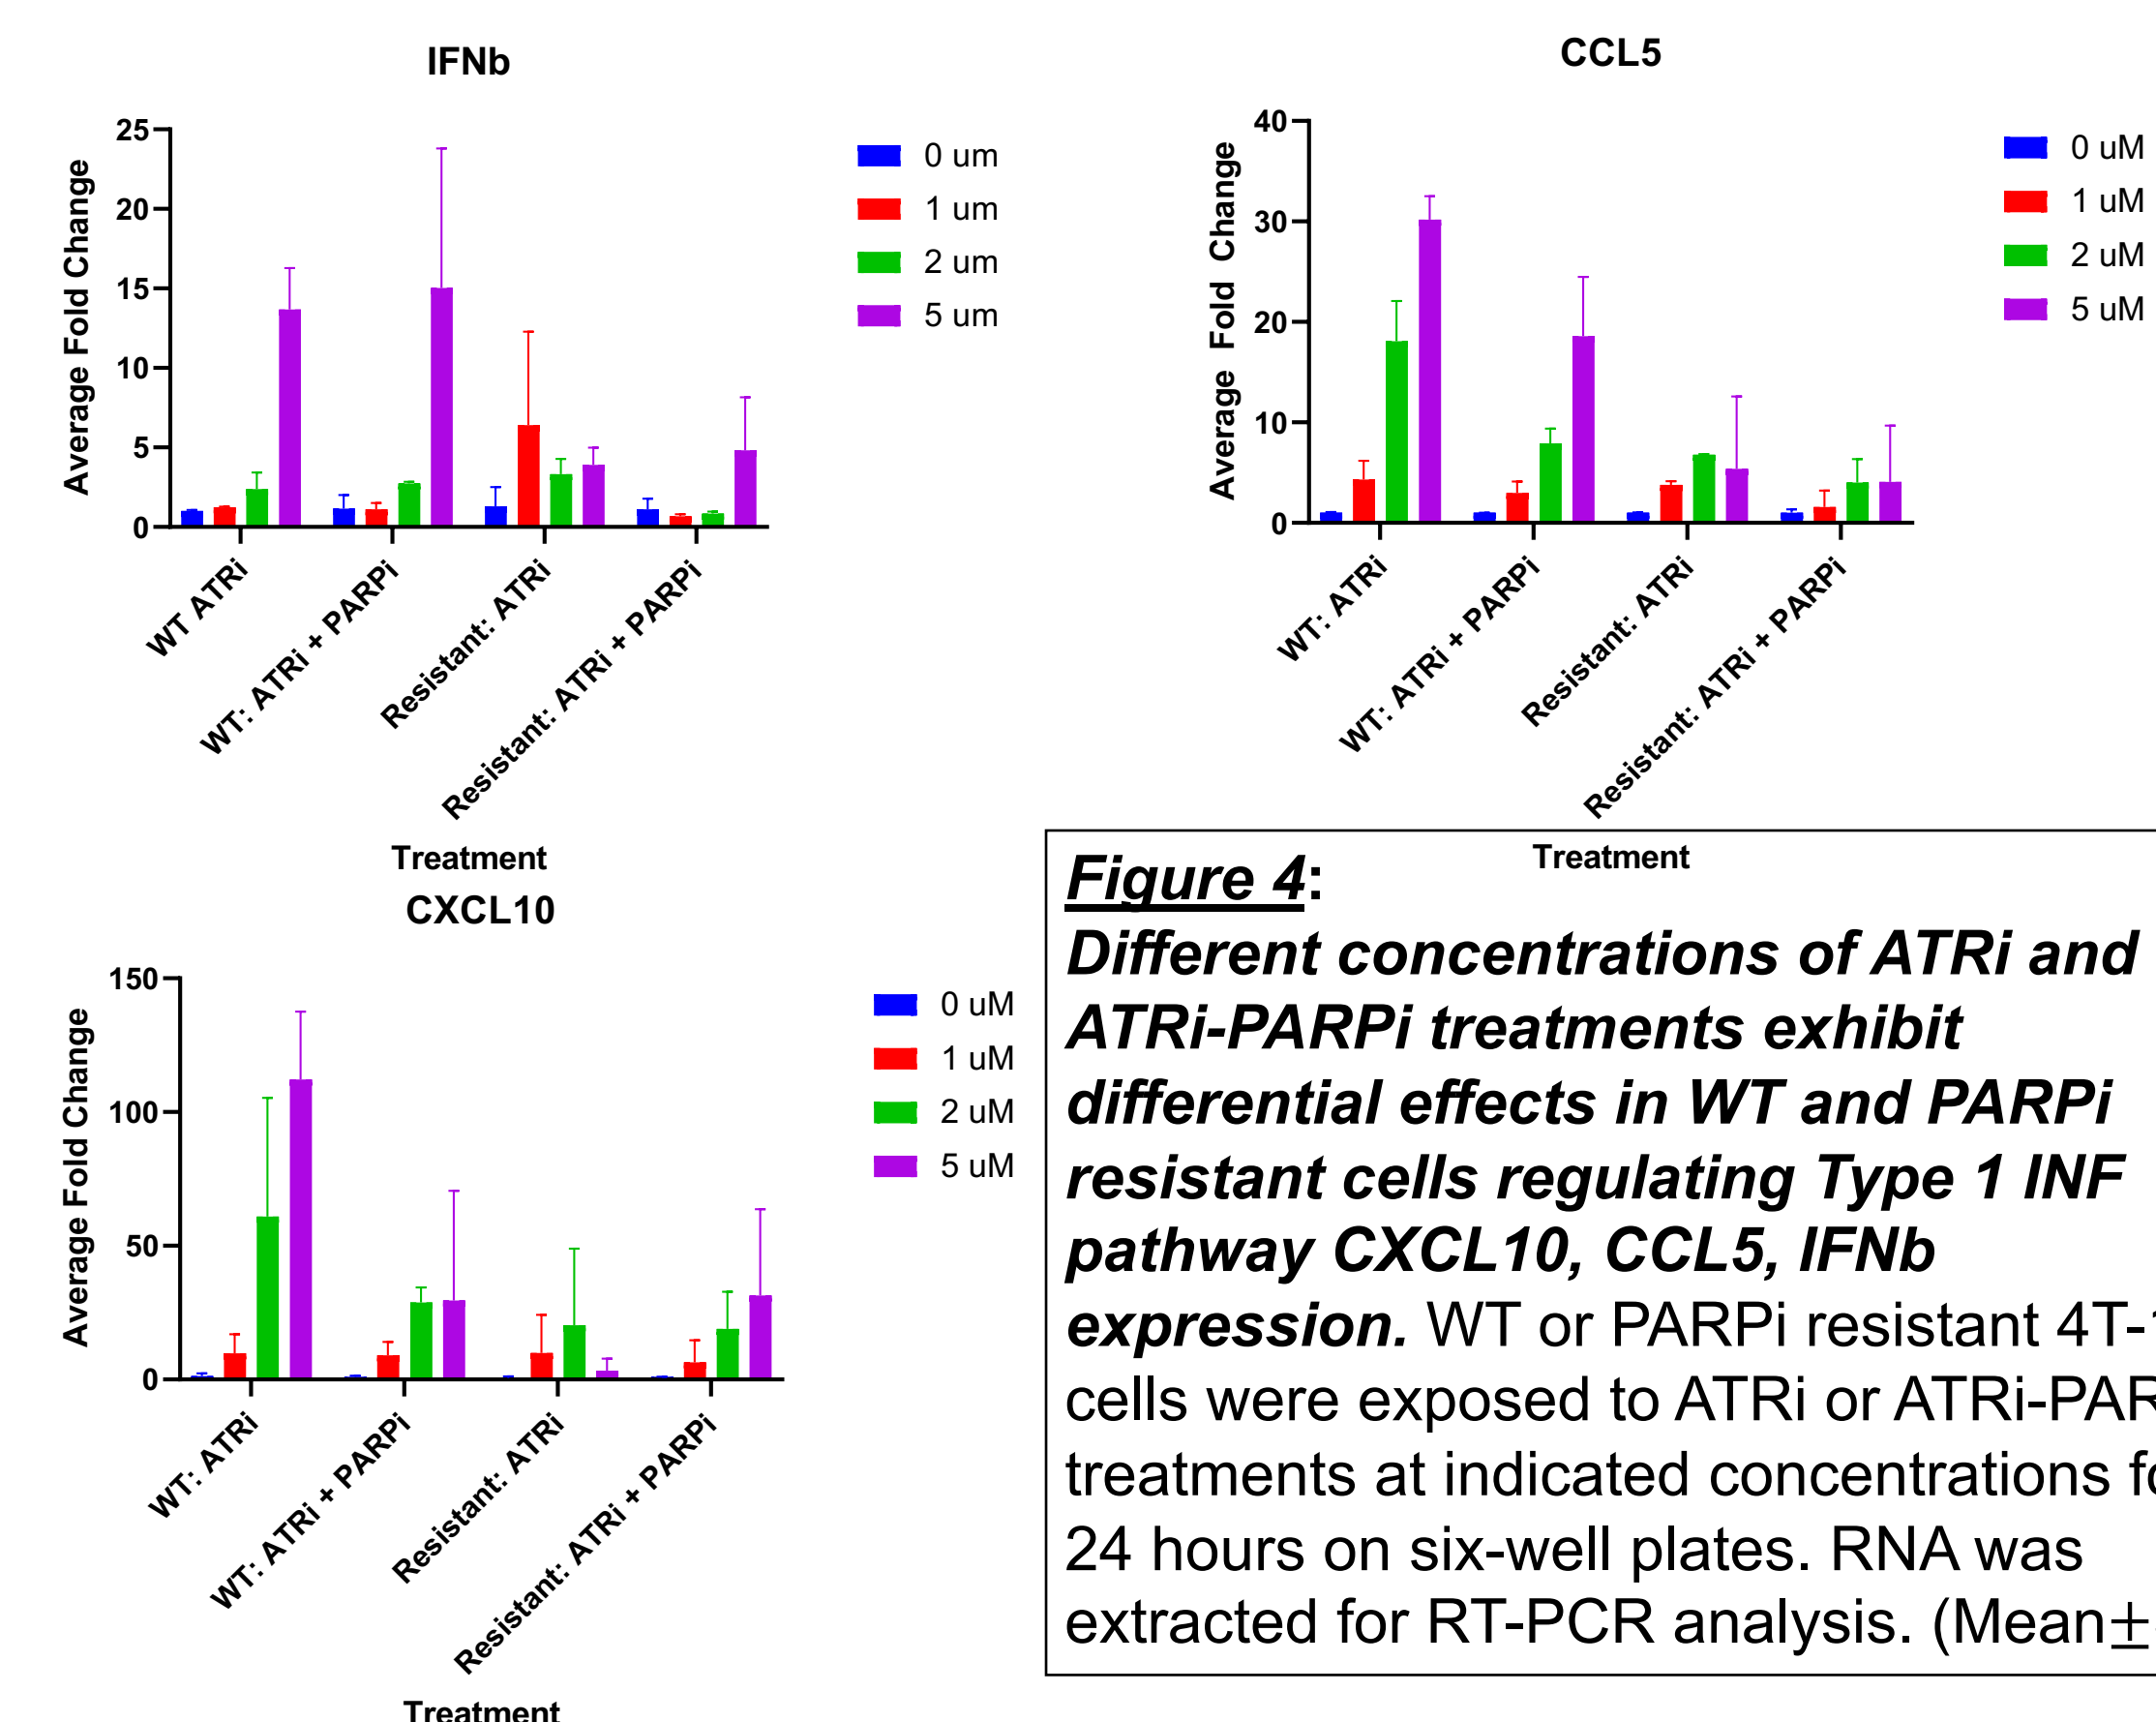 IFNb
Average Fold Change
25
20
15
10
5
0
WT ATRi
WT: ATRi + PARPi
Resistant: ATRi
Resistant: ATRi + PARPi
Treatment
0 um
1 um
2 um
5 um
CCL5
Average Fold Change
40
30
20
10
0
WT: ATRi
WT: ATRi + PARPi
Resistant: ATRi
Resistant: ATRi + PARPi
Treatment
0 uM
1 uM
2 uM
5 uM
CXCL10
Average Fold Change
150
100
50
0
WT: ATRi
WT: ATRi + PARPi
Resistant: ATRi
Resistant: ATRi + PARPi
Treatment
0 uM
1 uM
2 uM
5 uM
Figure 4:
Different concentrations of ATRi and
ATRi-PARPi treatments exhibit
differential effects in WT and PARPi
resistant cells regulating Type 1 INF
pathway CXCL10, CCL5, IFNb
expression. WT or PARPi resistant 4T-1
cells were exposed to ATRi or ATRi-PAR
treatments at indicated concentrations fo
24 hours on six-well plates. RNA was
extracted for RT-PCR analysis. (Mean±